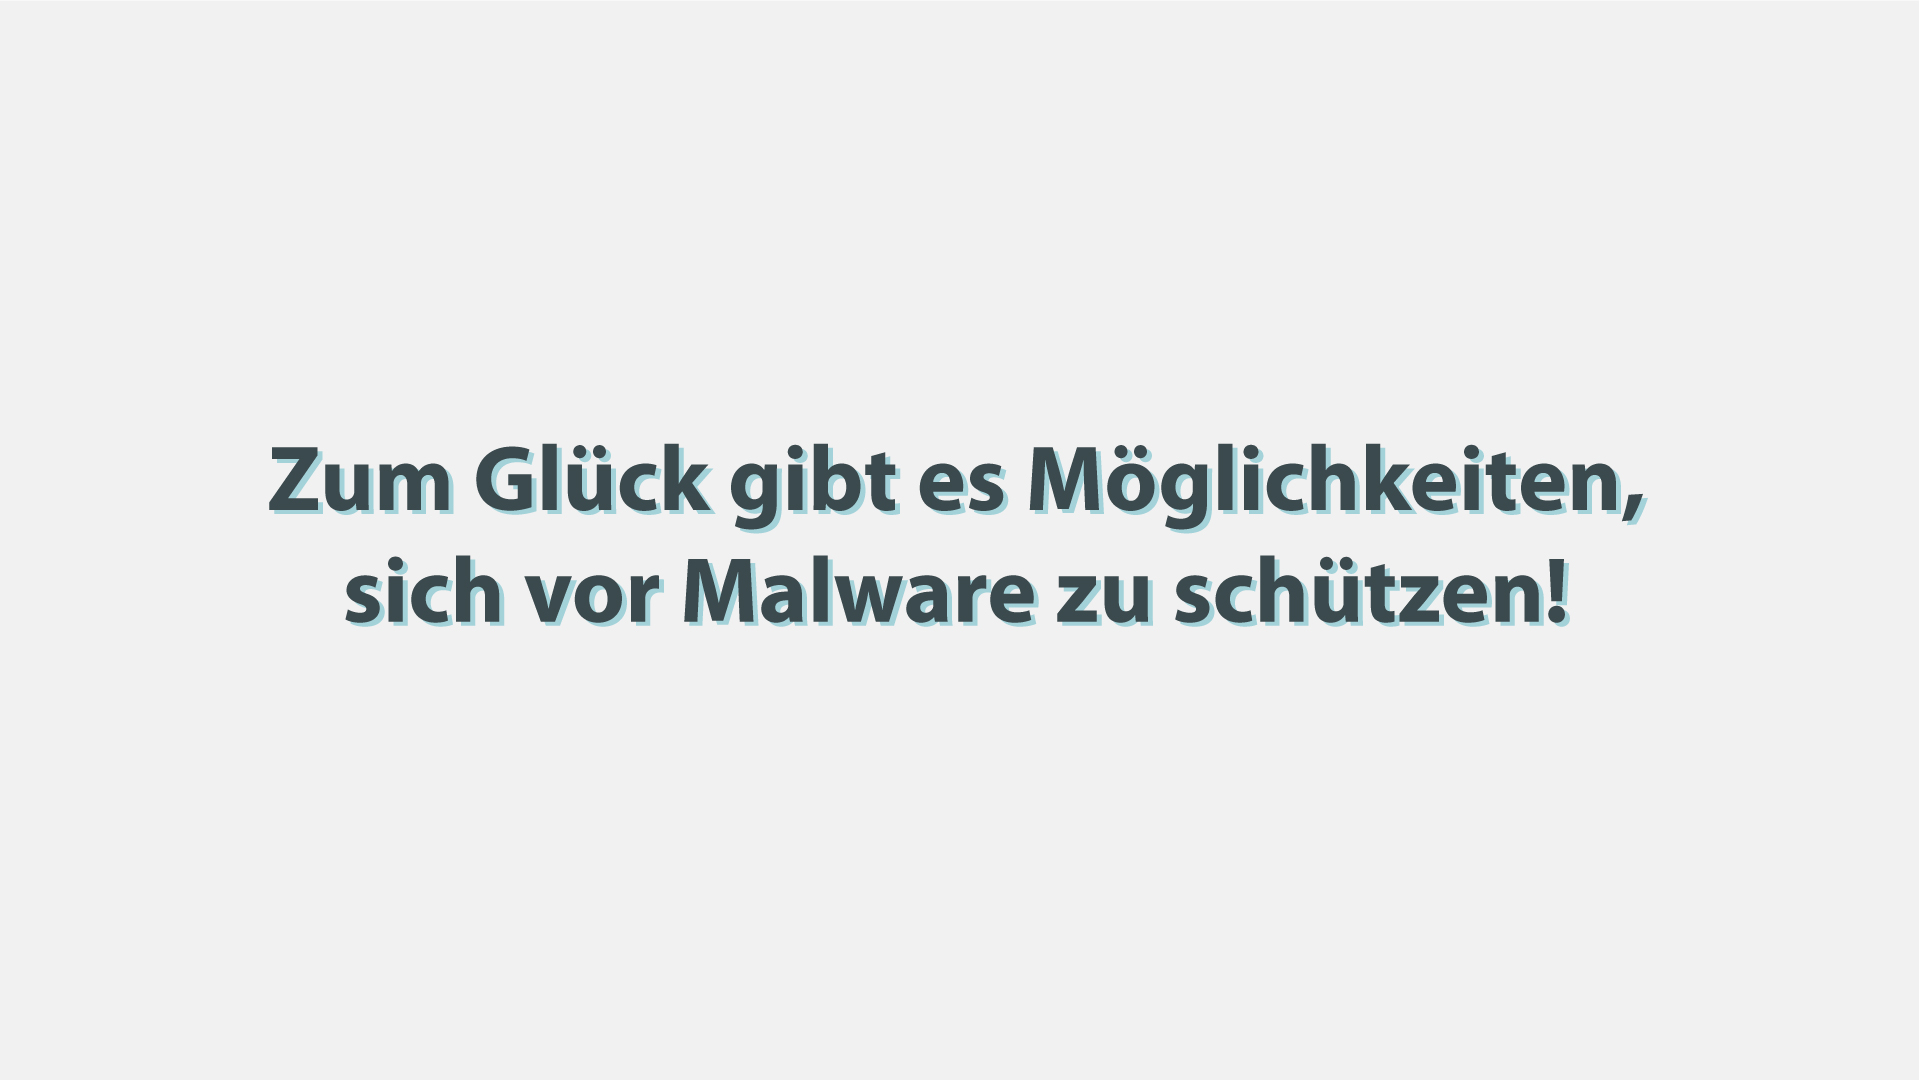 Zum Glück gibt es Möglichkeiten,
sich vor Malware zu schützen!